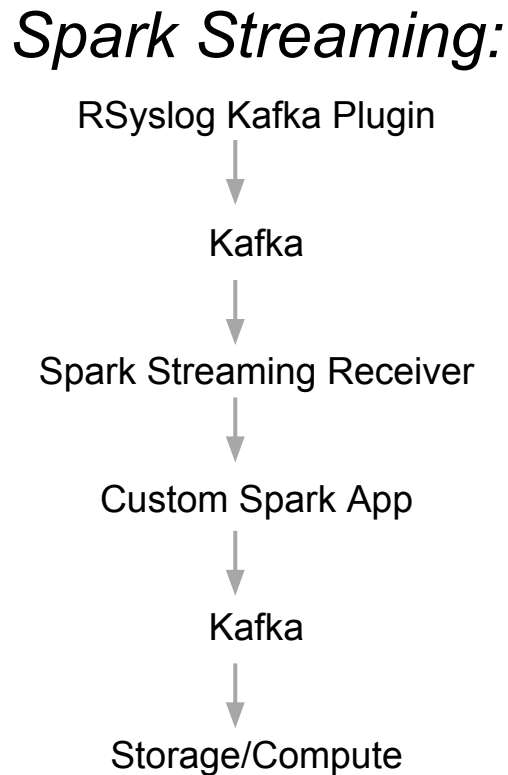 Spark Streaming:
RSyslog Kafka Plugin
Kafka
Spark Streaming Receiver
Custom Spark App
Kafka
Storage/Compute